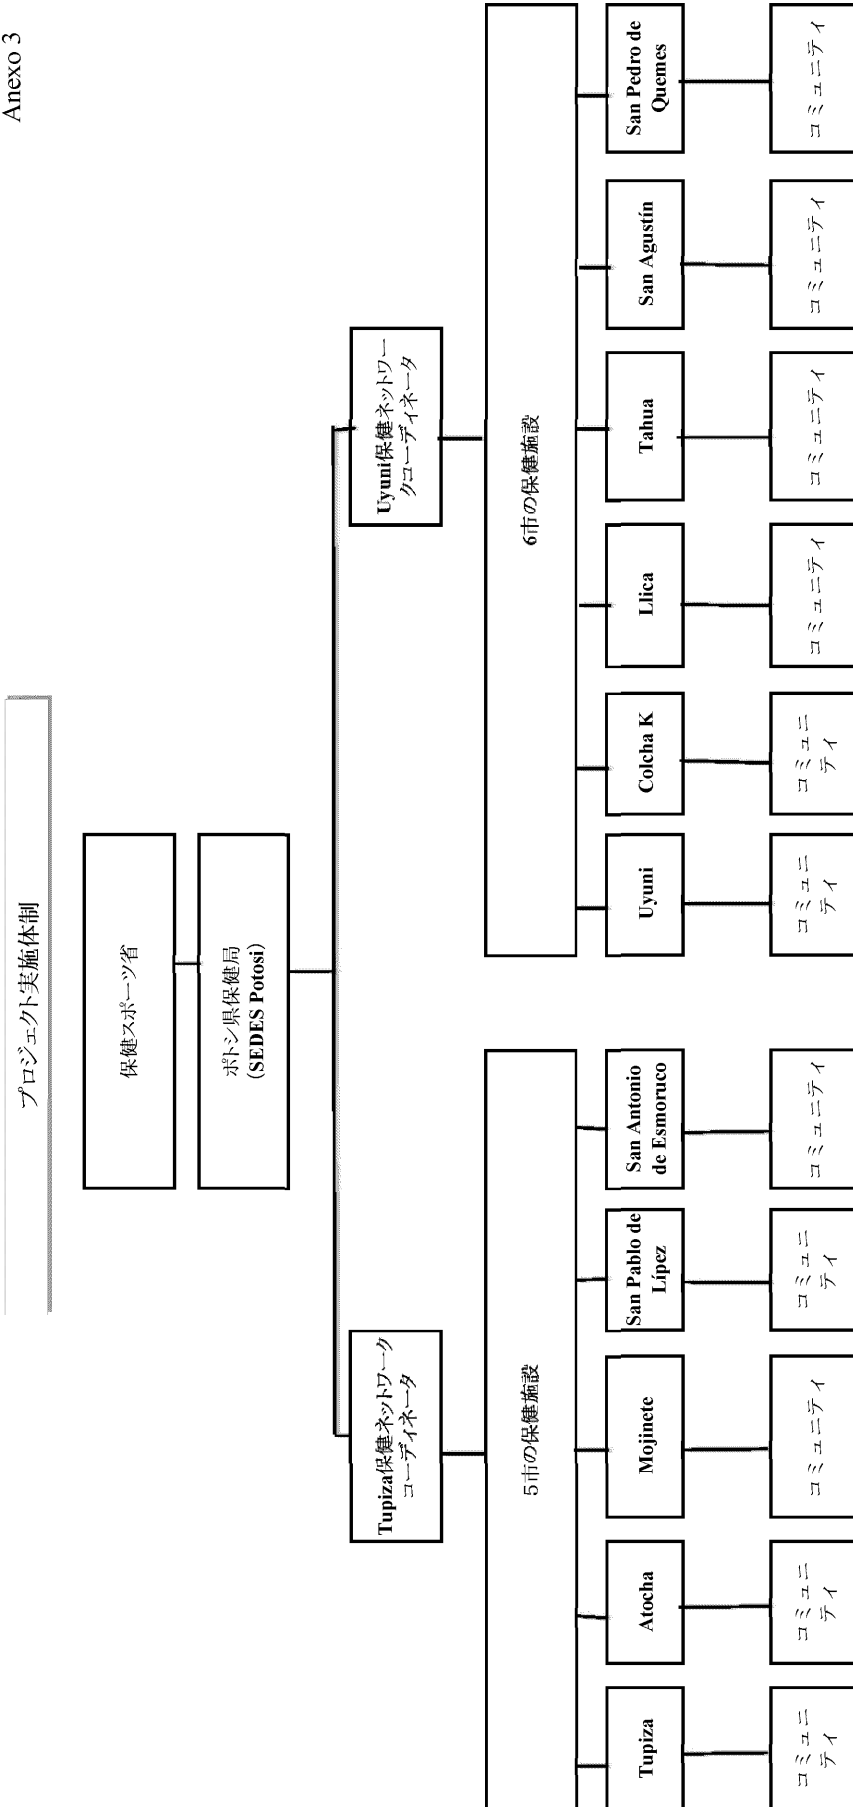 Anexo 3
プロジェクト実施体制
保健スポーツ省
ポトシ県保健局
（SEDES Potosi）
Tupiza保健ネットワーク
コーディネータ
Uyuni保健ネットワー
クコーディネータ
5市の保健施設
6市の保健施設
Tupiza
Atocha
Mojinete
San Pablo de
Lípez
San Antonio
de Esmoruco
Uyuni
Colcha K
Llica
Tahua
San Agustín
San Pedro de
Quemes
コミュニ
ティ
コミュニ
ティ
コミュニティ
コミュニ
ティ
コミュニティ
コミュニ
ティ
コミュニ
ティ
コミュニティ
コミュニティ
コミュニティ
コミュニティ